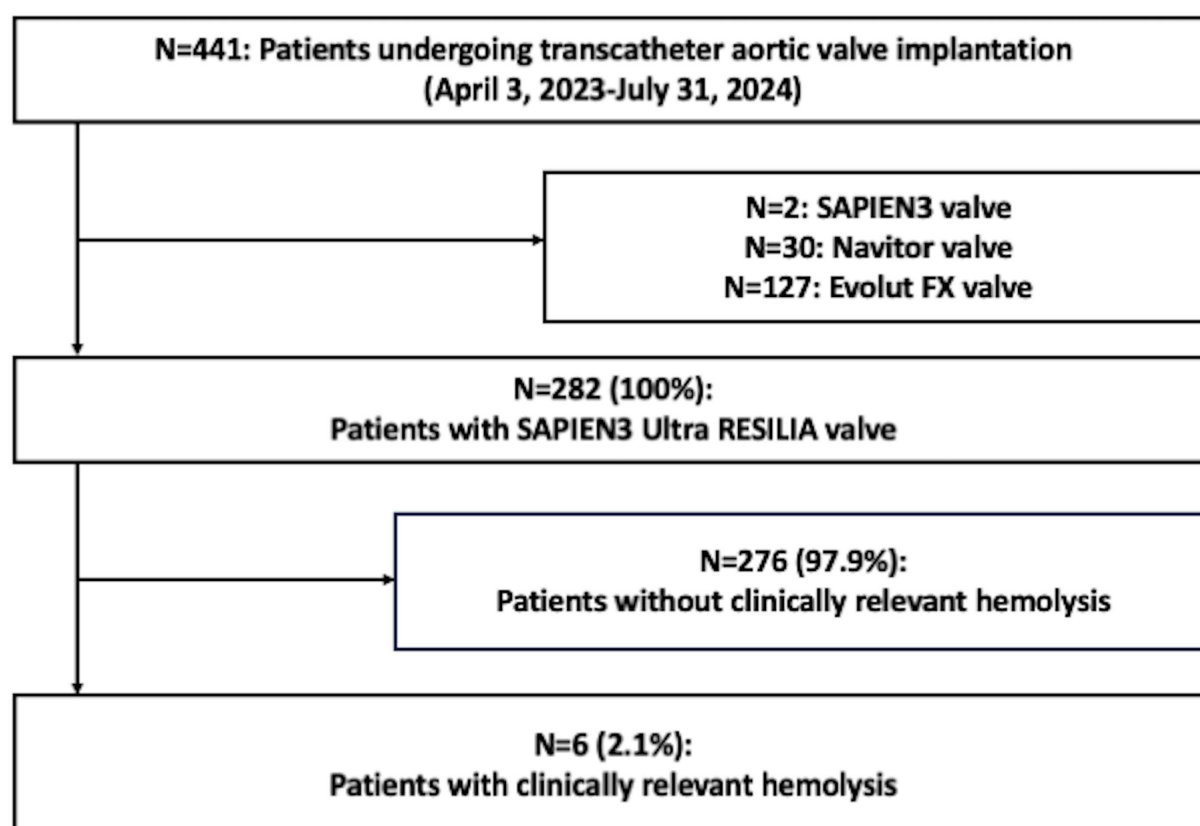 N=441: Patients undergoing transcatheter aortic valve implantation
(April 3, 2023-July 31, 2024)
N=2: SAPIEN3 valve
N=30: Navitor valve
N=127: Evolut FX valve
N=282 (100%):
Patients with SAPIEN3 Ultra RESILIA valve
N=276 (97.9%):
Patients without clinically relevant hemolysis
N=6 (2.1%):
Patients with clinically relevant hemolysis